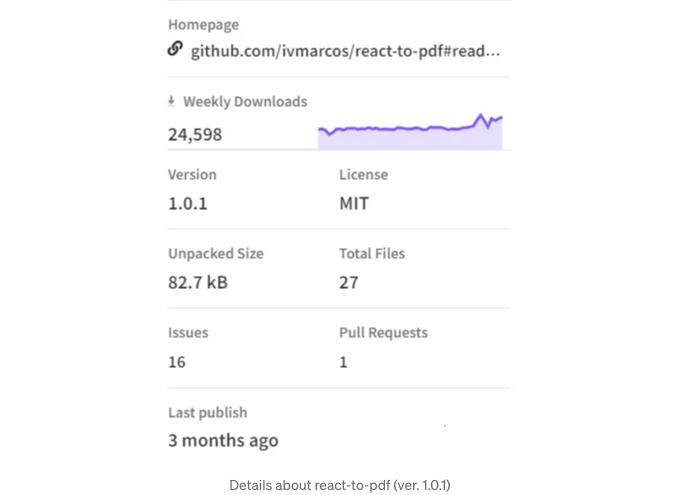 Homepage
github.com/ivmarcos/react-to-pdf#read...
Weekly Downloads
24,598
Version License
1.0.1 MIT
Unpacked Size Total Files
82.7 kB 27
Issues Pull Requests
16 1
Last publish
3 months ago
Details about react-to-pdf (ver. 1.0.1)